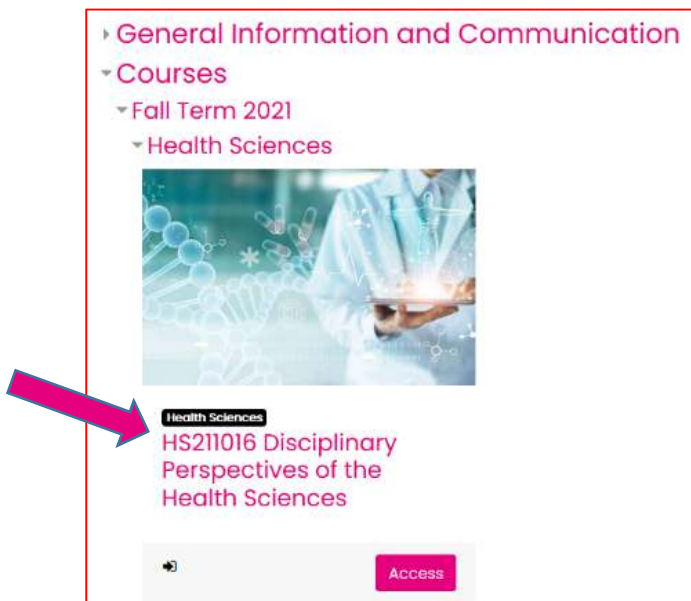 General Information and Communication
Courses
Fall Term 2021
Health Sciences
Health Sciences
HS211016 Disciplinary
Perspectives of the
Health Sciences
Access